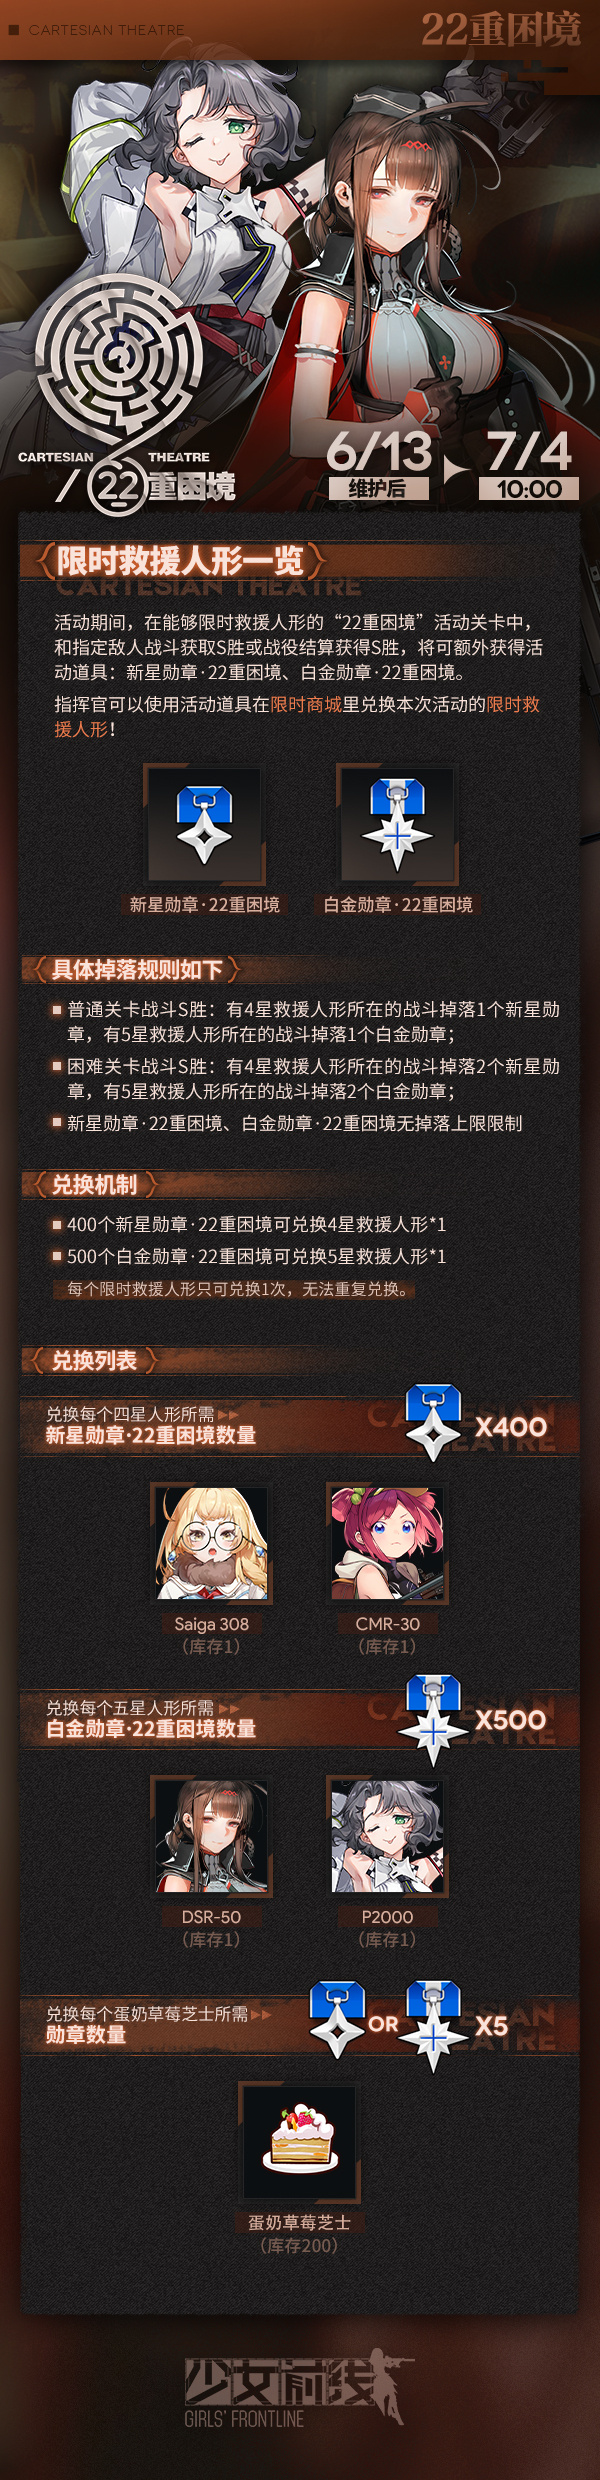 CARTESIAN THEATRE
22重困境
CARTESIAN THEATRE
/22重困境
6/13 7/4
维护后 10:00
限时救援人形一览
CARTESIAN THEATRE
活动期间，在能够限时救援人形的“22重困境”活动关卡中，
和指定敌人战斗获取S胜或战役结算获得S胜，将可额外获得活
动道具：新星勋章·22重困境、白金勋章·22重困境。
指挥官可以使用活动道具在限时商城里兑换本次活动的限时救
援人形！
新星勋章·22重困境 白金勋章·22重困境
具体掉落规则如下
普通关卡战斗S胜：有4星救援人形所在的战斗掉落1个新星勋
章，有5星救援人形所在的战斗掉落1个白金勋章；
困难关卡战斗S胜：有4星救援人形所在的战斗掉落2个新星勋
章，有5星救援人形所在的战斗掉落2个白金勋章；
新星勋章·22重困境、白金勋章·22重困境无掉落上限限制
兑换机制
400个新星勋章·22重困境可兑换4星救援人形*1
500个白金勋章·22重困境可兑换5星救援人形*1
每个限时救援人形只可兑换1次，无法重复兑换。
兑换列表
兑换每个四星人形所需
新星勋章·22重困境数量
X400
Saiga 308 CMR-30
（库存1） （库存1）
兑换每个五星人形所需
白金勋章·22重困境数量
X500
DSR-50 P2000
（库存1） （库存1）
兑换每个蛋奶草莓芝士所需
勋章数量
OR X5
蛋奶草莓芝士
（库存200）
少女前线
GIRLS' FRONTLINE